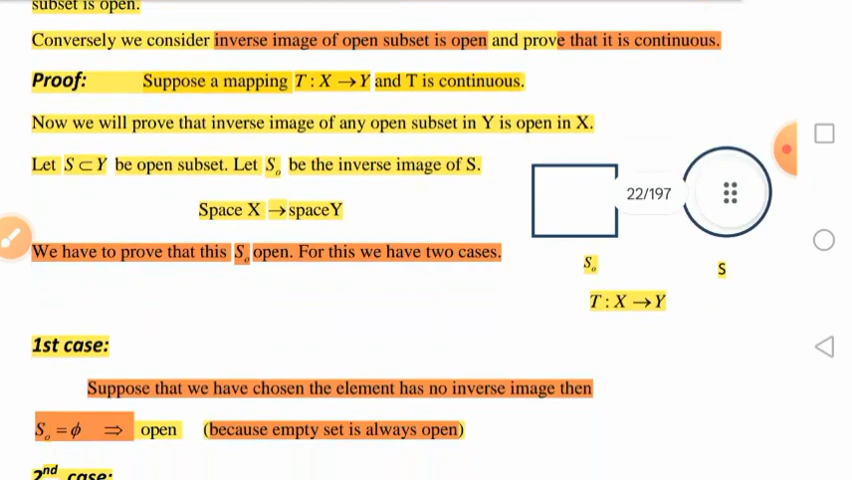 subset is open.
Conversely we consider inverse image of open subset is open and prove that it is continuous.
Proof: Suppose a mapping T : X → Y and T is continuous.
Now we will prove that inverse image of any open subset in Y is open in X.
Let S ⊂ Y be open subset. Let Sₒ be the inverse image of S.
22/197
Space X → spaceY
We have to prove that this Sₒ open. For this we have two cases.
Sₒ S
T : X → Y
1st case:
Suppose that we have chosen the element has no inverse image then
Sₒ = ϕ ⇒ open (because empty set is always open)
2nd case: